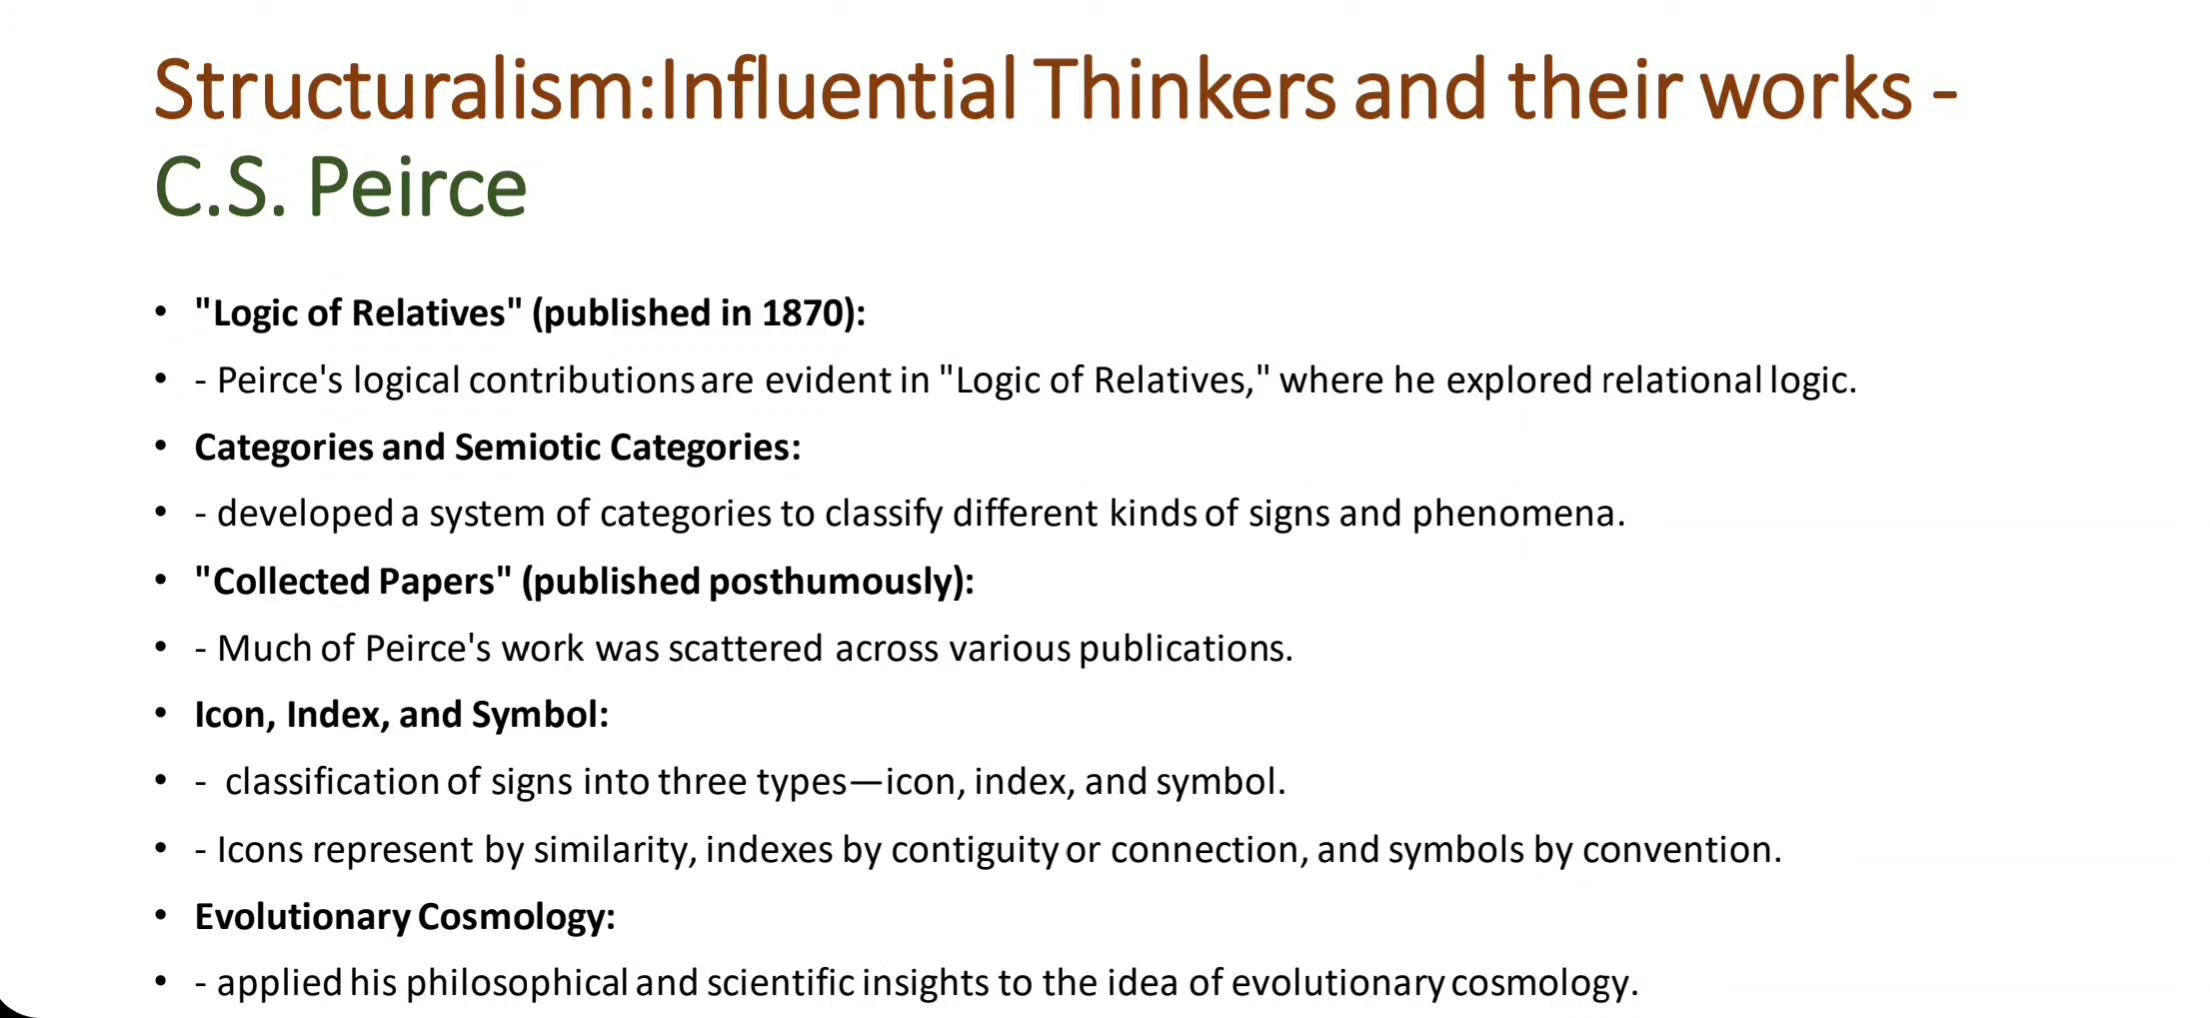 Structuralism:Influential Thinkers and their works -
C.S. Peirce
• "Logic of Relatives" (published in 1870):
• - Peirce's logical contributions are evident in "Logic of Relatives," where he explored relational logic.
• Categories and Semiotic Categories:
• - developed a system of categories to classify different kinds of signs and phenomena.
• "Collected Papers" (published posthumously):
• - Much of Peirce's work was scattered across various publications.
• Icon, Index, and Symbol:
• -  classification of signs into three types—icon, index, and symbol.
• - Icons represent by similarity, indexes by contiguity or connection, and symbols by convention.
• Evolutionary Cosmology:
• - applied his philosophical and scientific insights to the idea of evolutionary cosmology.